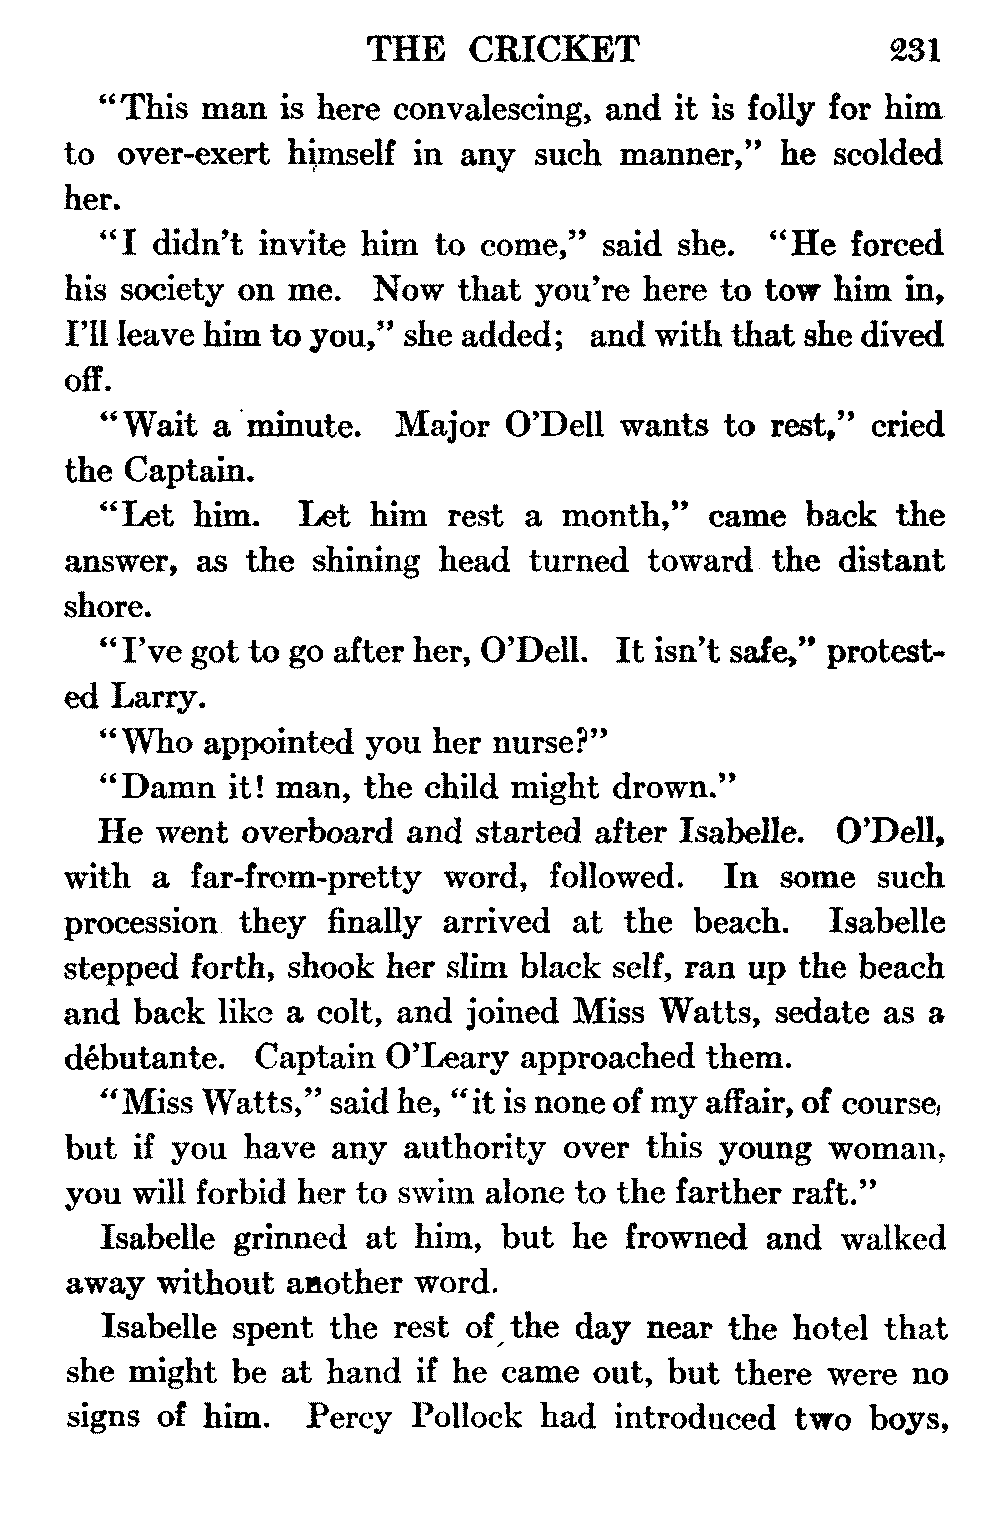 THE CRICKET 231
“This man is here convalescing, and it is folly for him
to over-exert himself in any such manner,” he scolded
her.
“I didn’t invite him to come,” said she. “He forced
his society on me. Now that you’re here to tow him in,
I’ll leave him to you,” she added; and with that she dived
off.
“Wait a minute. Major O’Dell wants to rest,” cried
the Captain.
“Let him. Let him rest a month,” came back the
answer, as the shining head turned toward the distant
shore.
“I’ve got to go after her, O’Dell. It isn’t safe,” protest-
ed Larry.
“Who appointed you her nurse?”
“Damn it! man, the child might drown.”
He went overboard and started after Isabelle. O’Dell,
with a far-from-pretty word, followed. In some such
procession they finally arrived at the beach. Isabelle
stepped forth, shook her slim black self, ran up the beach
and back like a colt, and joined Miss Watts, sedate as a
débutante. Captain O’Leary approached them.
“Miss Watts,” said he, “it is none of my affair, of course,
but if you have any authority over this young woman,
you will forbid her to swim alone to the farther raft.”
Isabelle grinned at him, but he frowned and walked
away without another word.
Isabelle spent the rest of the day near the hotel that
she might be at hand if he came out, but there were no
signs of him. Percy Pollock had introduced two boys,